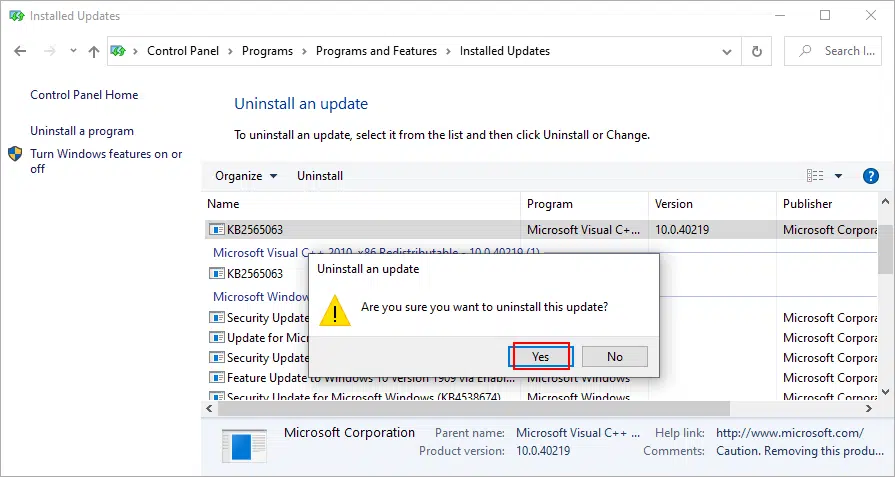 Installed Updates
Control Panel > Programs > Programs and Features > Installed Updates
Search I...
Control Panel Home
Uninstall a program
Turn Windows features on or
off
Uninstall an update
To uninstall an update, select it from the list and then click Uninstall or Change.
Organize Uninstall
Name Program Version Publisher
KB2565063 Microsoft Visual C+... 10.0.40219 Microsoft Corpora
Microsoft Visual C++ 2010 x86 Redistributable - 10.0.40219 (1)
KB2565063
Microsoft Window
Security Update Microsoft Corpora
Update for Mic Microsoft Corpora
Security Update Microsoft Corpora
Feature Update to Windows 10 Version 1909 via Enabl... Microsoft Windows Microsoft Corpora
Security Update for Microsoft Windows (KB4538674) Microsoft Windows Microsoft Corpora
Uninstall an update
Are you sure you want to uninstall this update?
Yes No
Microsoft Corporation Parent name: Microsoft Visual C++ ... Help link: http://www.microsoft.com/
Product version: 10.0.40219 Comments: Caution. Removing this produ...